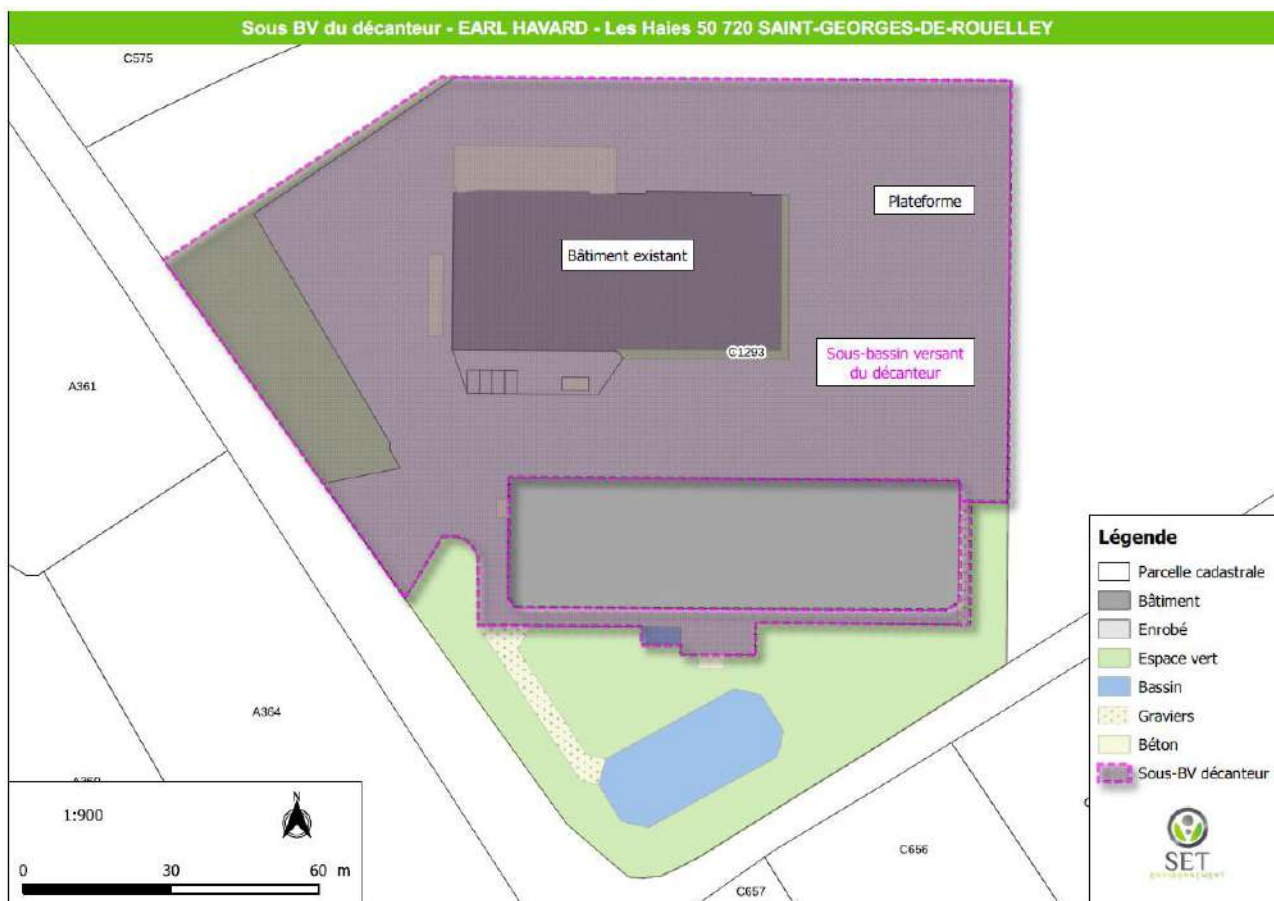 Sous BV du décanteur - EARL HAVARD - Les Haies 50 720 SAINT-GEORGES-DE-ROUELLEY
C575
Plateforme
Bâtiment existant
C1293
Sous-bassin versant
du décanteur
A361
A364
C656
C657
Légende
Parcelle cadastrale
Bâtiment
Enrobé
Espace vert
Bassin
Graviers
Béton
Sous-BV décanteur
1:900
N
0 30 60 m
SET
ENVIRONNEMENT